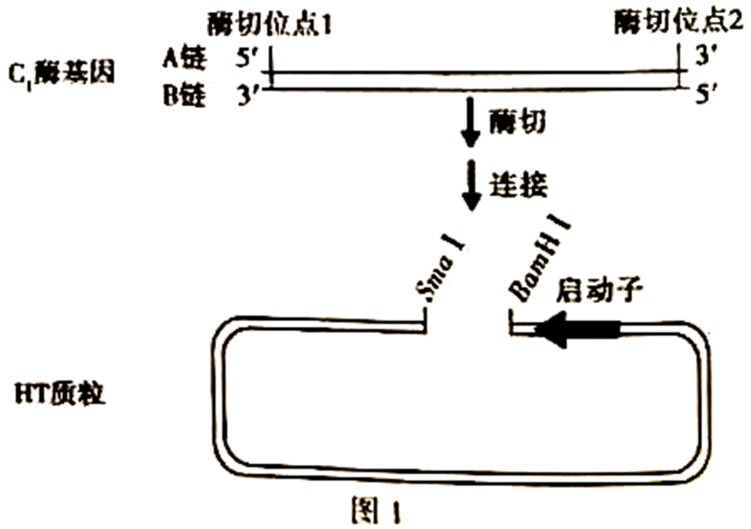 酶切位点1 酶切位点2
A链 5′ 3′
C₁酶基因
B链 3′ 5′
酶切
连接
Sma I BamH I
启动子
HT质粒
图1